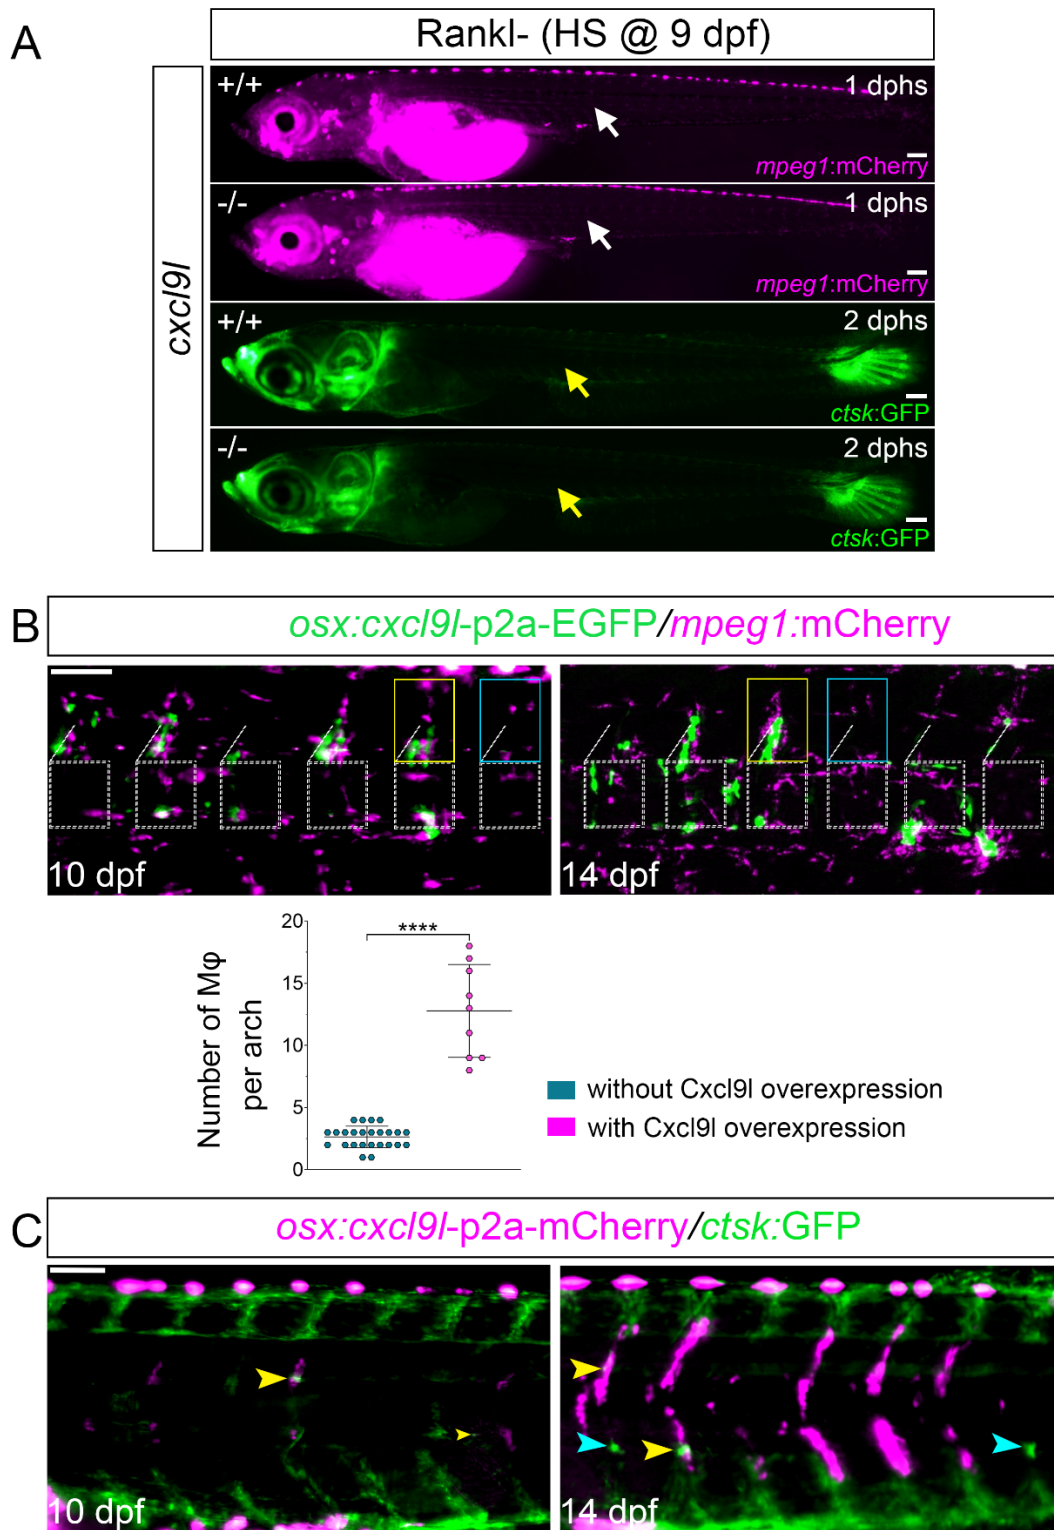 A
Rankl- (HS @ 9 dpf)
cxcl9l
+/+
1 dphs
mpeg1:mCherry
-/-
1 dphs
mpeg1:mCherry
+/+
2 dphs
ctsk:GFP
-/-
2 dphs
ctsk:GFP
B
osx:cxcl9l-p2a-EGFP/mpeg1:mCherry
10 dpf
14 dpf
Number of Mφ
per arch
20
15
10
5
0
****
without Cxcl9l overexpression
with Cxcl9l overexpression
C
osx:cxcl9l-p2a-mCherry/ctsk:GFP
10 dpf
14 dpf